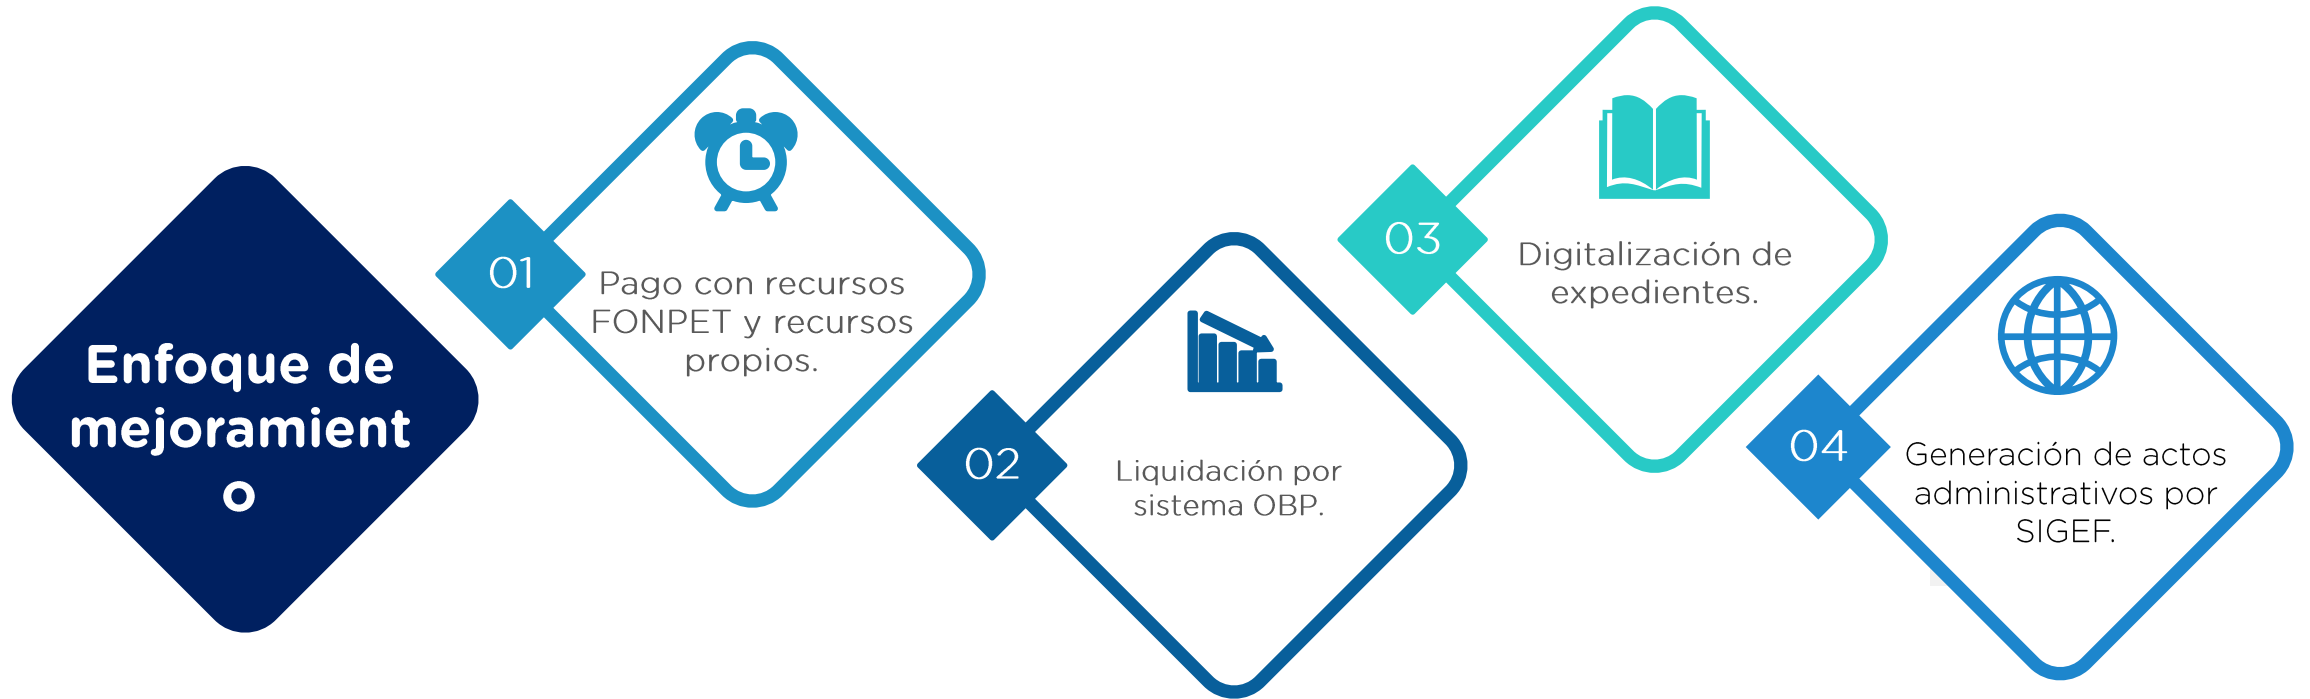 Enfoque de
mejoramient
o
01
Pago con recursos
FONPET y recursos
propios.
02
Liquidación por
sistema OBP.
03
Digitalización de
expedientes.
04
Generación de actos
administrativos por
SIGEF.